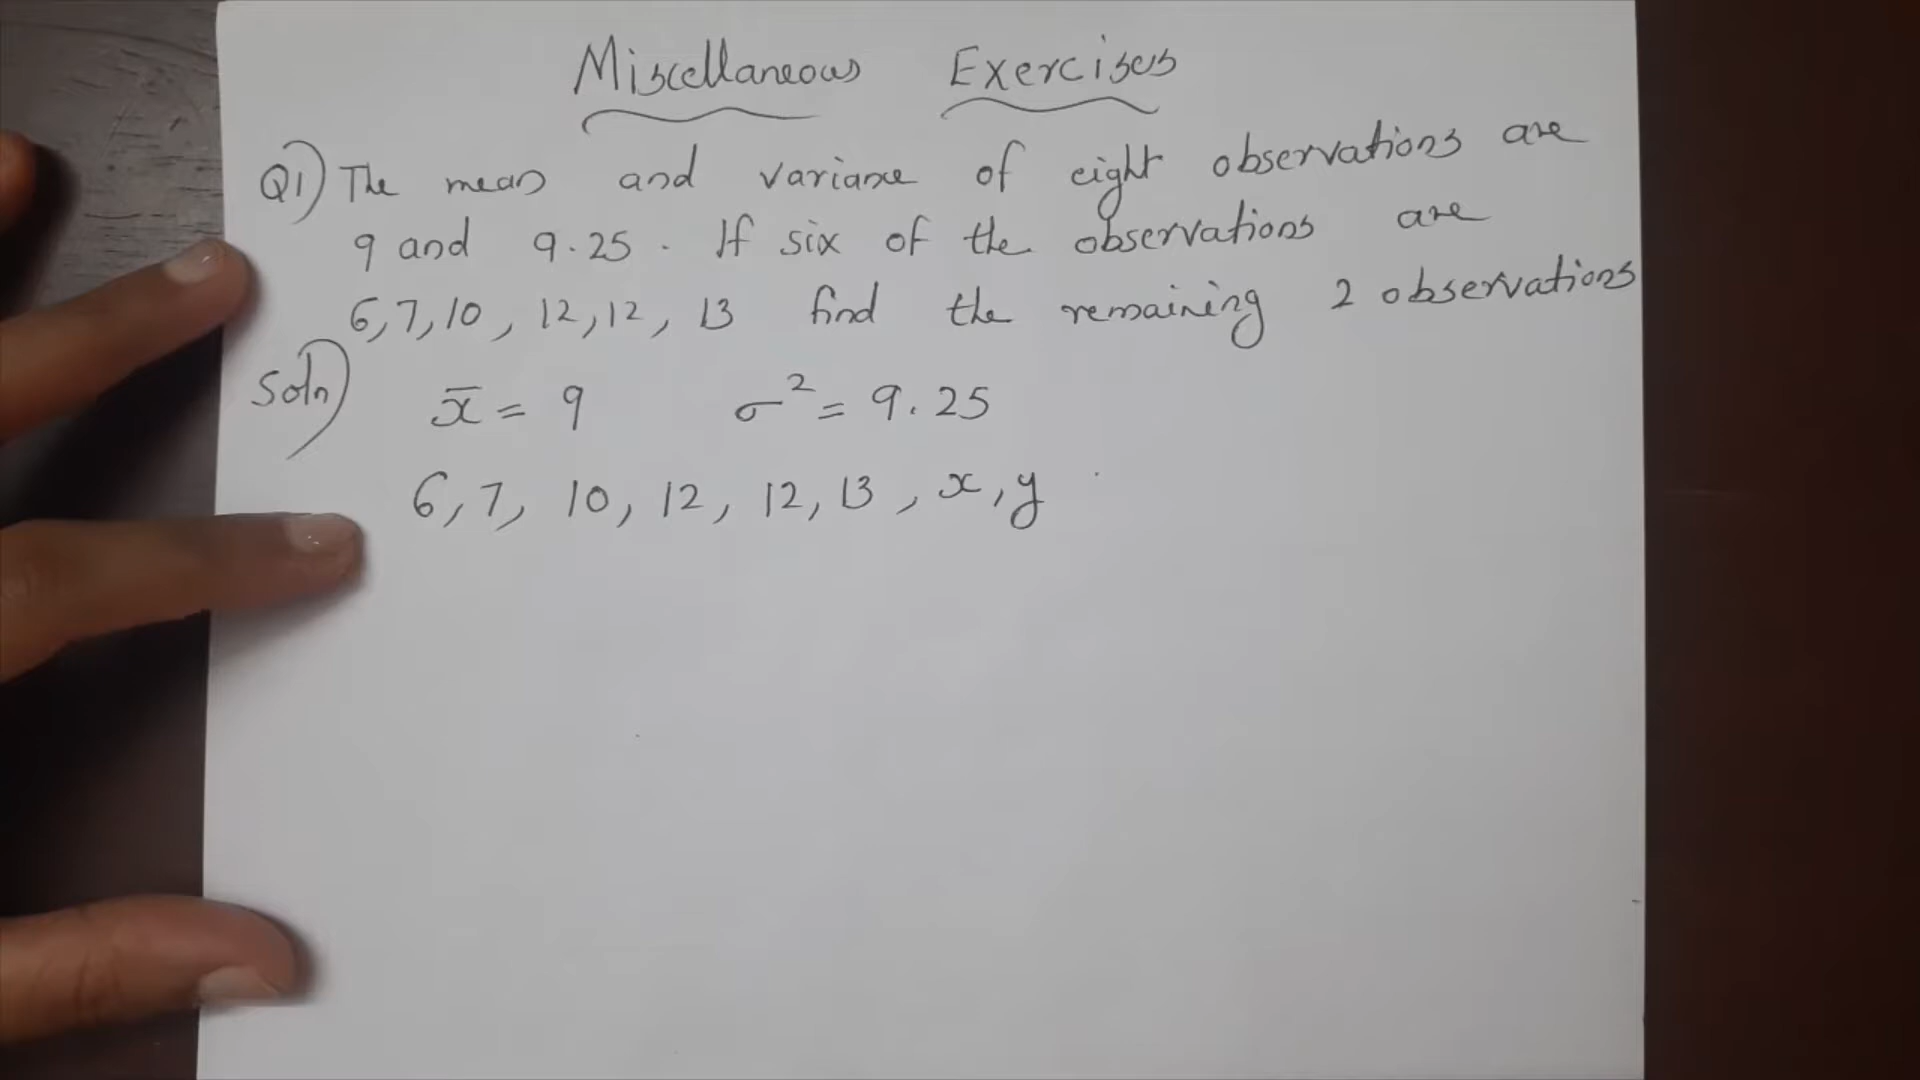 Miscellaneous Exercises
Q1) The mean and variance of eight observations are
9 and 9.25. If six of the observations are
6,7,10, 12,12, 13 find the remaining 2 observations
Soln) x̄ = 9 σ² = 9.25
6, 7, 10, 12, 12, 13, x, y